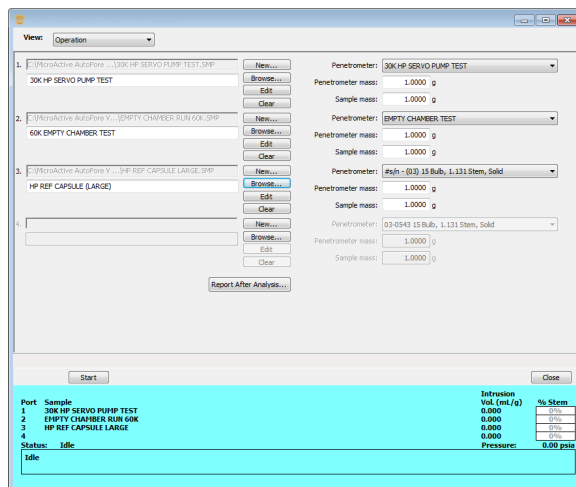 View: Operation
1. C:\MicroActive AutoPore ...\30K HP SERVO PUMP TEST.SMP New... Penetrometer: 30K HP SERVO PUMP TEST
30K HP SERVO PUMP TEST Browse... Penetrometer mass: 1.0000 g
Edit Sample mass: 1.0000 g
Clear
2. C:\MicroActive AutoPore V...\EMPTY CHAMBER RUN 60K.SMP New... Penetrometer: EMPTY CHAMBER TEST
60K EMPTY CHAMBER TEST Browse... Penetrometer mass: 1.0000 g
Edit Sample mass: 1.0000 g
Clear
3. C:\MicroActive AutoPore V ...\HP REF CAPSULE LARGE.SMP New... Penetrometer: #s/n - (03) 15 Bulb, 1.131 Stem, Solid
HP REF CAPSULE (LARGE) Browse... Penetrometer mass: 1.0000 g
Edit Sample mass: 1.0000 g
Clear
4. New... Penetrometer: 03-0543 15 Bulb, 1.131 Stem, Solid
Browse... Penetrometer mass: 1.0000 g
Edit Sample mass: 1.0000 g
Clear
Report After Analysis...
Start Close
Intrusion
Port Sample Vol. (mL/g) % Stem
1 30K HP SERVO PUMP TEST 0.000 0%
2 EMPTY CHAMBER RUN 60K 0.000 0%
3 HP REF CAPSULE LARGE 0.000 0%
4 0.000 0%
Status: Idle Pressure: 0.00 psia
Idle